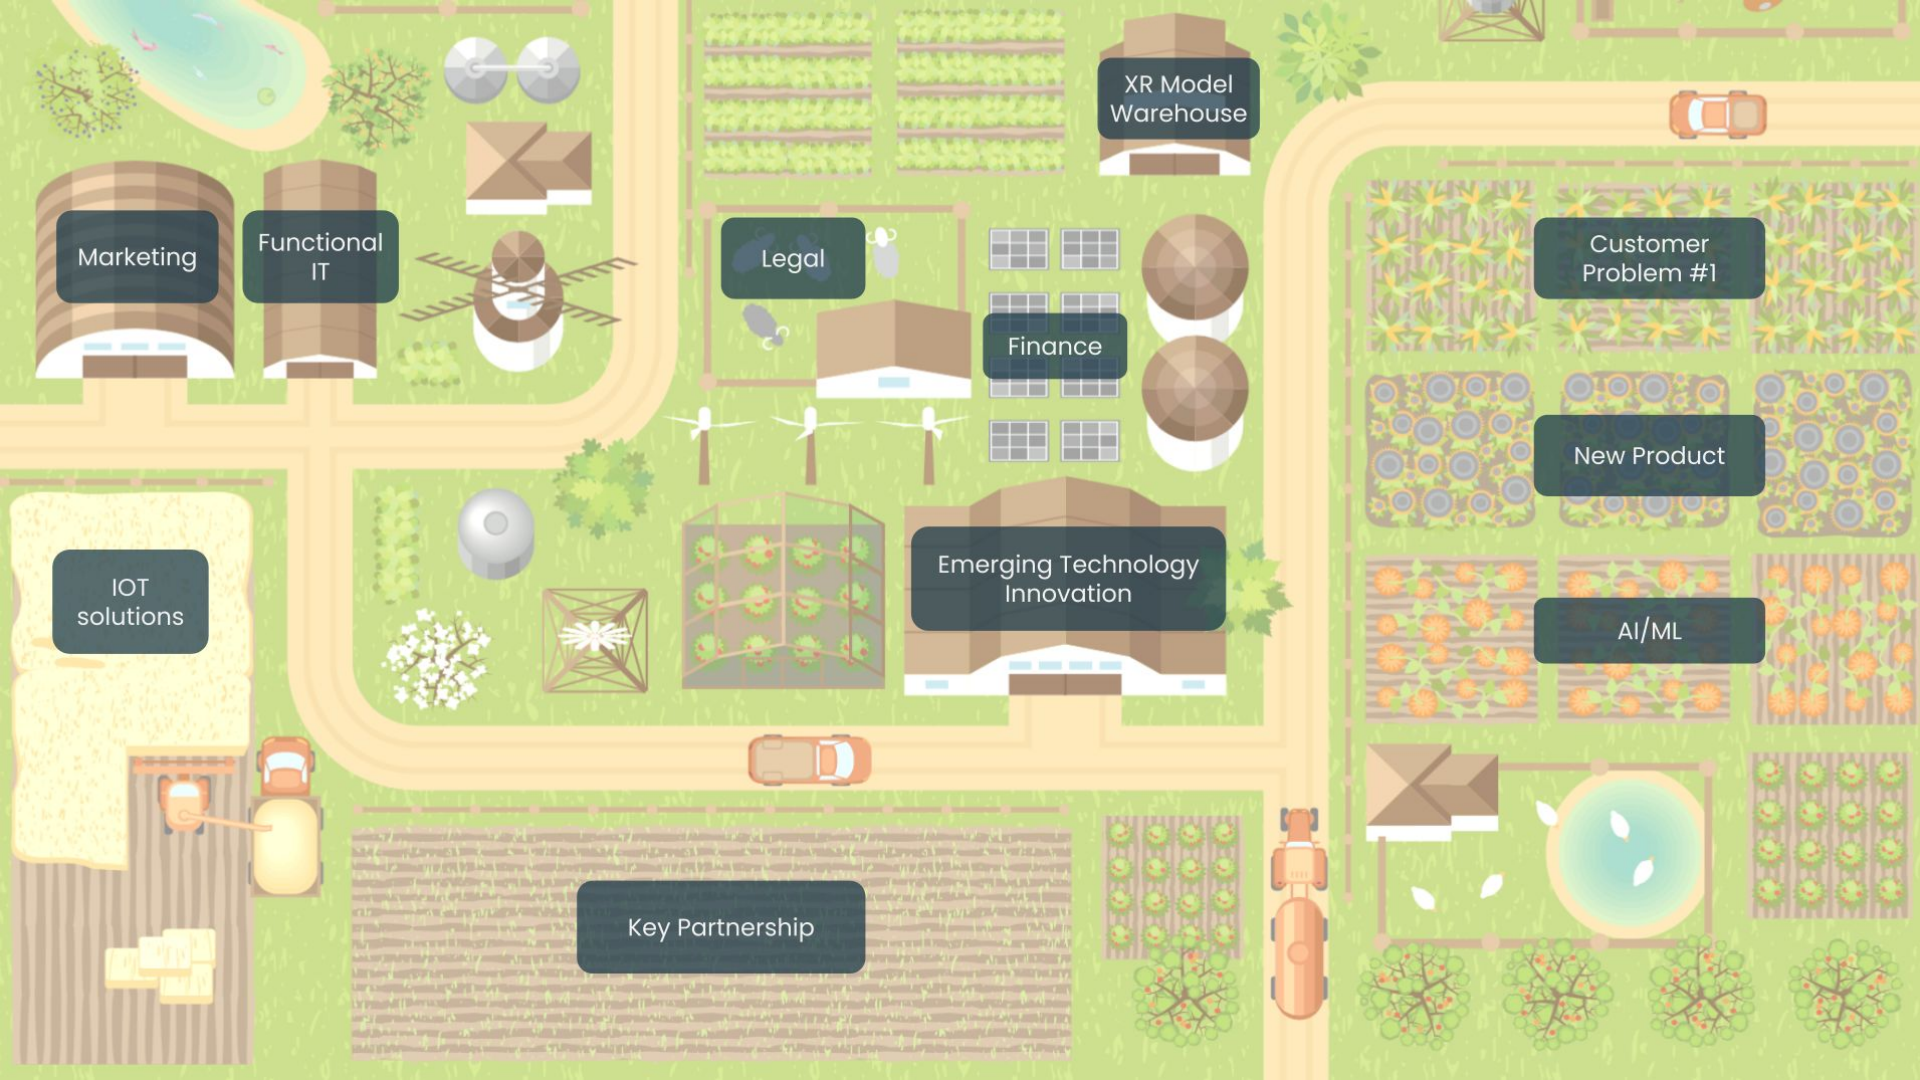 XR Model
Warehouse
Marketing
Functional
IT
Legal
Customer
Problem #1
Finance
New Product
Emerging Technology
Innovation
IOT
solutions
AI/ML
Key Partnership